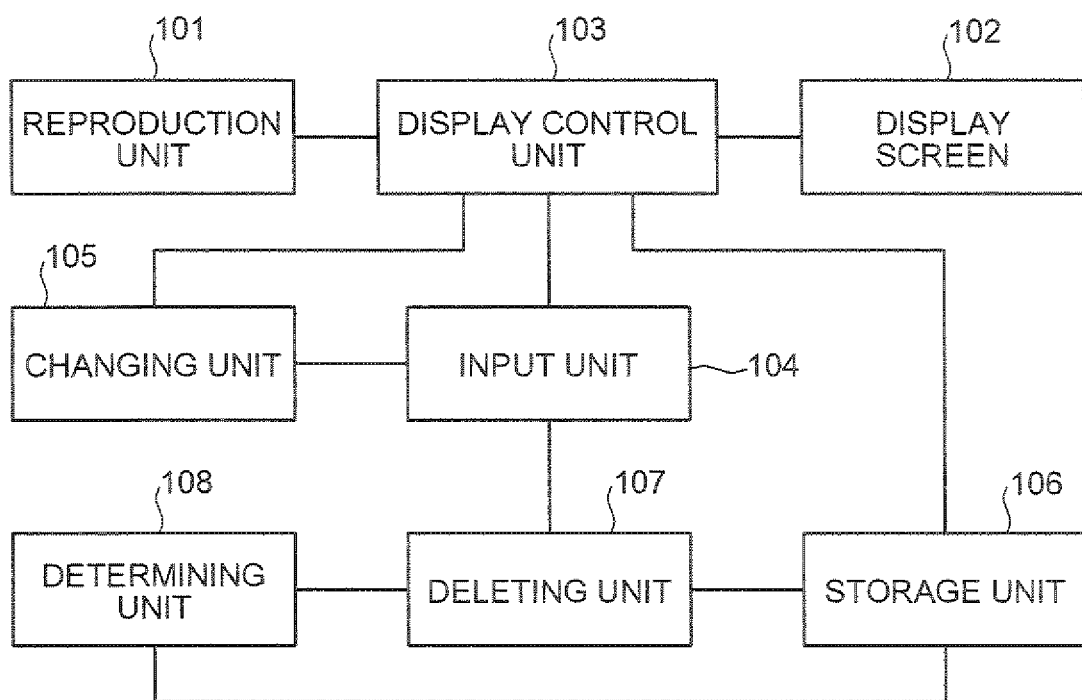 101
103
102
REPRODUCTION
UNIT
DISPLAY CONTROL
UNIT
DISPLAY
SCREEN
105
CHANGING UNIT
INPUT UNIT
104
108
107
106
DETERMINING
UNIT
DELETING UNIT
STORAGE UNIT